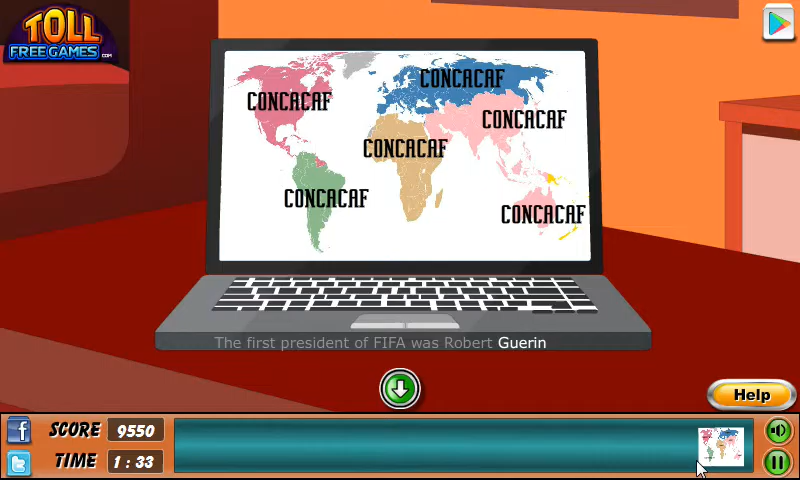 TOLL
FREEGAMES.COM
CONCACAF
CONCACAF
CONCACAF
CONCACAF
CONCACAF
CONCACAF
The first president of FIFA was Robert Guerin
Help
f
SCORE 9550
t
TIME 1 : 33